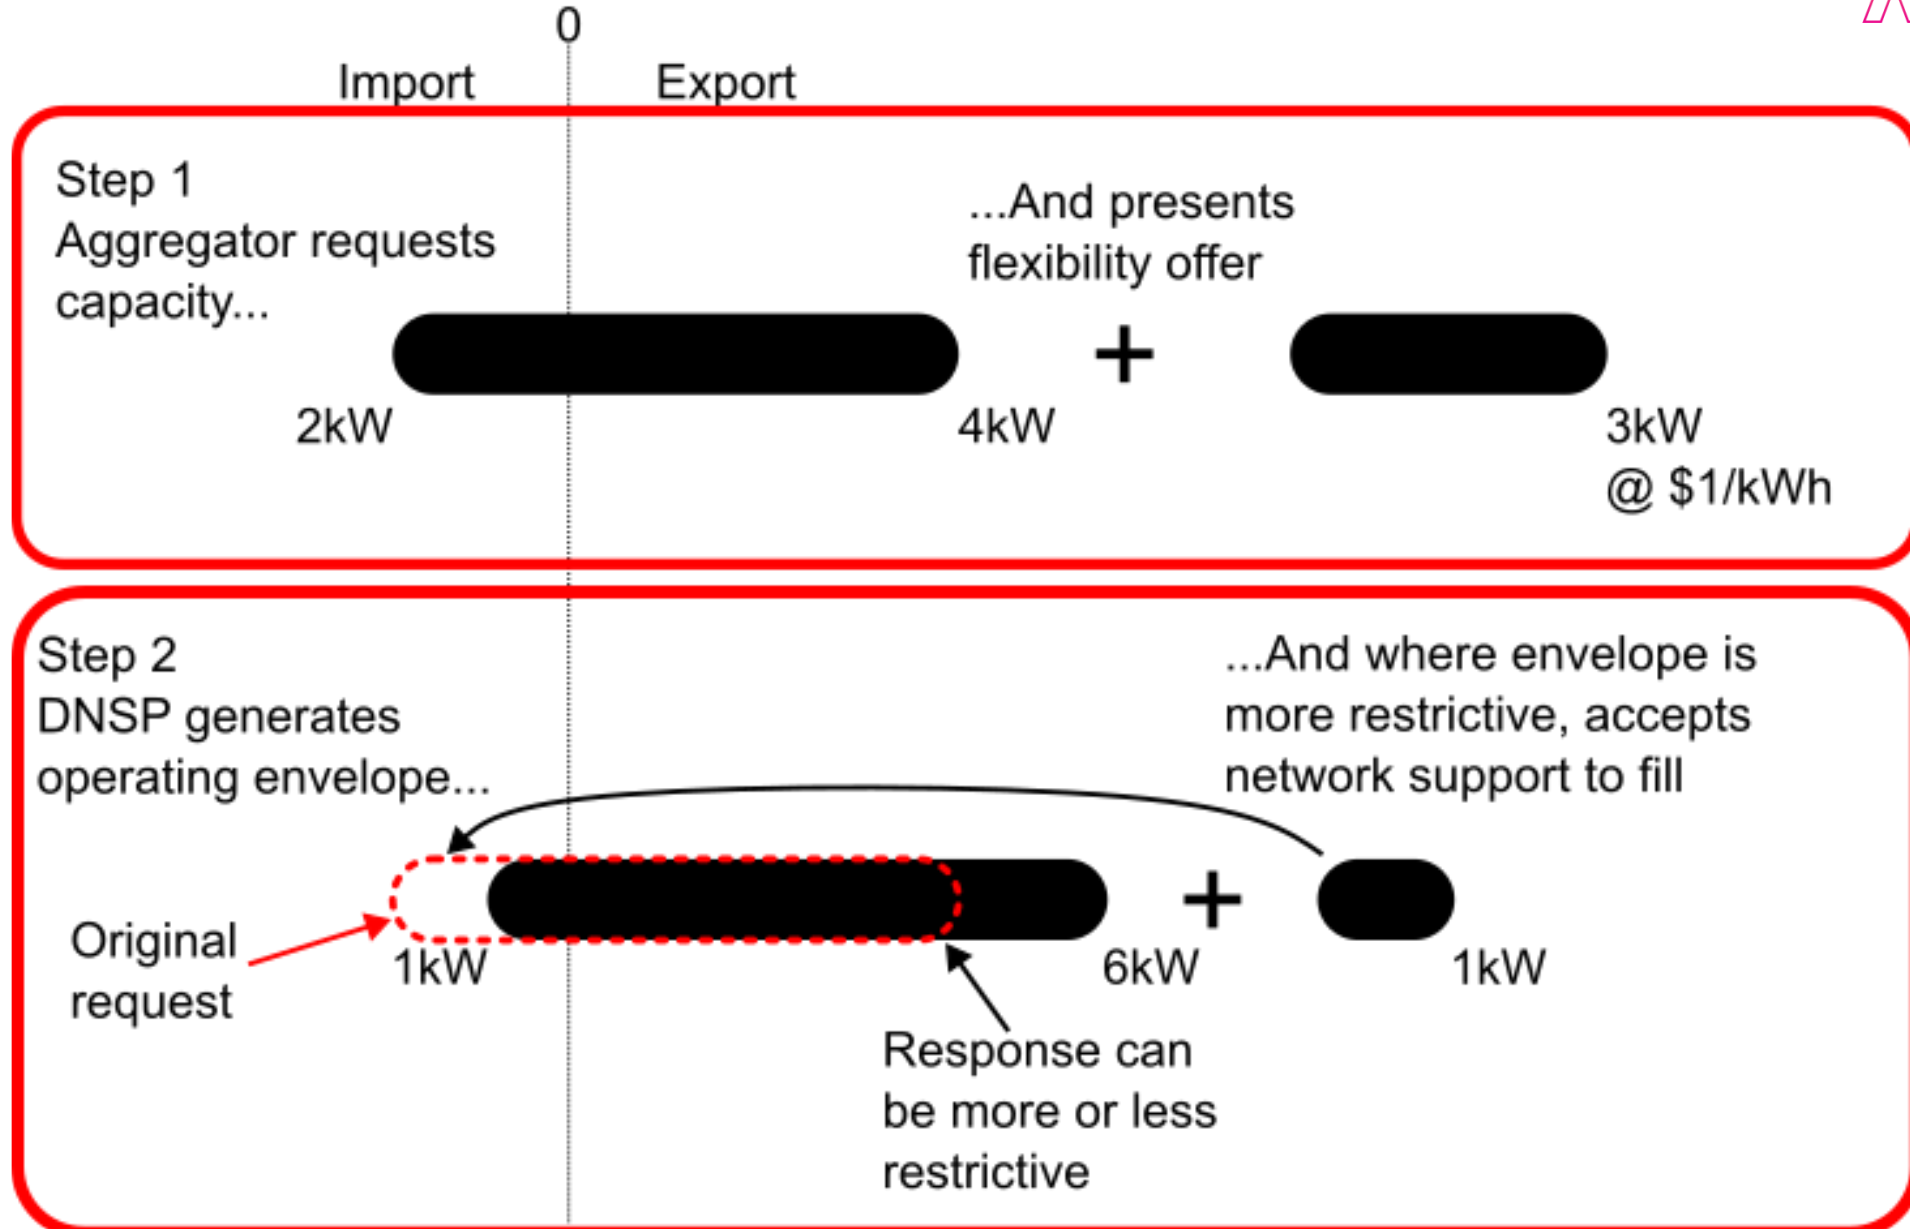 0
Import
Export
Step 1
Aggregator requests
capacity...
...And presents
flexibility offer
+
2kW
4kW
3kW
@ $1/kWh
Step 2
DNSP generates
operating envelope...
...And where envelope is
more restrictive, accepts
network support to fill
+
Original
request
1kW
6kW
1kW
Response can
be more or less
restrictive